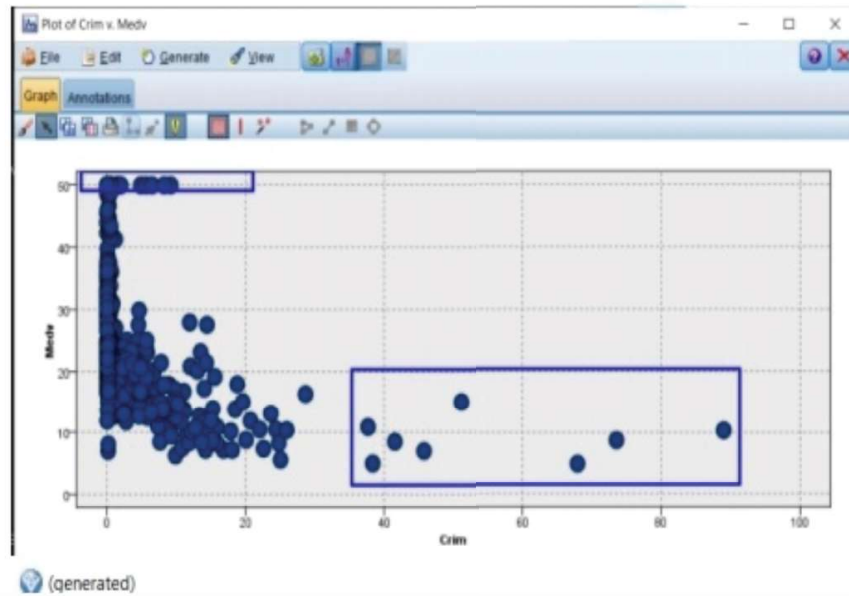 Plot of Crim v. Medv
File Edit Generate View
Graph Annotations
50
40
30
20
10
0
Medv
0 20 40 60 80 100
Crim
(generated)